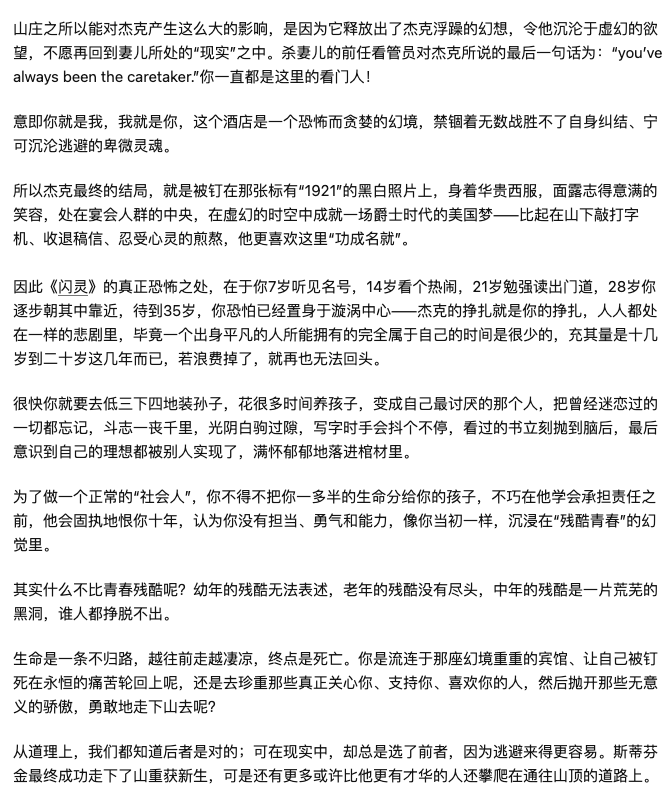 山庄之所以能对杰克产生这么大的影响，是因为它释放出了杰克浮躁的幻想，令他沉沦于虚幻的欲
望，不愿再回到妻儿所处的“现实”之中。杀妻儿的前任看管员对杰克所说的最后一句话为：“you’ve
always been the caretaker.”你一直都是这里的看门人！
意即你就是我，我就是你，这个酒店是一个恐怖而贪婪的幻境，禁锢着无数战胜不了自身纠结、宁
可沉沦逃避的卑微灵魂。
所以杰克最终的结局，就是被钉在那张标有“1921”的黑白照片上，身着华贵西服，面露志得意满的
笑容，处在宴会人群的中央，在虚幻的时空中成就一场爵士时代的美国梦——比起在山下敲打字
机、收退稿信、忍受心灵的煎熬，他更喜欢这里“功成名就”。
因此《闪灵》的真正恐怖之处，在于你7岁听见名号，14岁看个热闹，21岁勉强读出门道，28岁你
逐步朝其中靠近，待到35岁，你恐怕已经置身于漩涡中心——杰克的挣扎就是你的挣扎，人人都处
在一样的悲剧里，毕竟一个出身平凡的人所能拥有的完全属于自己的时间是很少的，充其量是十几
岁到二十岁这几年而已，若浪费掉了，就再也无法回头。
很快你就要去低三下四地装孙子，花很多时间养孩子，变成自己最讨厌的那个人，把曾经迷恋过的
一切都忘记，斗志一丧千里，光阴白驹过隙，写字时手会抖个不停，看过的书立刻抛到脑后，最后
意识到自己的理想都被别人实现了，满怀郁郁地落进棺材里。
为了做一个正常的“社会人”，你不得不把你一多半的生命分给你的孩子，不巧在他学会承担责任之
前，他会固执地恨你十年，认为你没有担当、勇气和能力，像你当初一样，沉浸在“残酷青春”的幻
觉里。
其实什么不比青春残酷呢？幼年的残酷无法表述，老年的残酷没有尽头，中年的残酷是一片荒芜的
黑洞，谁人都挣脱不出。
生命是一条不归路，越往前走越凄凉，终点是死亡。你是流连于那座幻境重重的宾馆、让自己被钉
死在永恒的痛苦轮回上呢，还是去珍重那些真正关心你、支持你、喜欢你的人，然后抛开那些无意
义的骄傲，勇敢地走下山去呢？
从道理上，我们都知道后者是对的；可在现实中，却总是选了前者，因为逃避来得更容易。斯蒂芬
金最终成功走下了山重获新生，可是还有更多或许比他更有才华的人还攀爬在通往山顶的道路上。